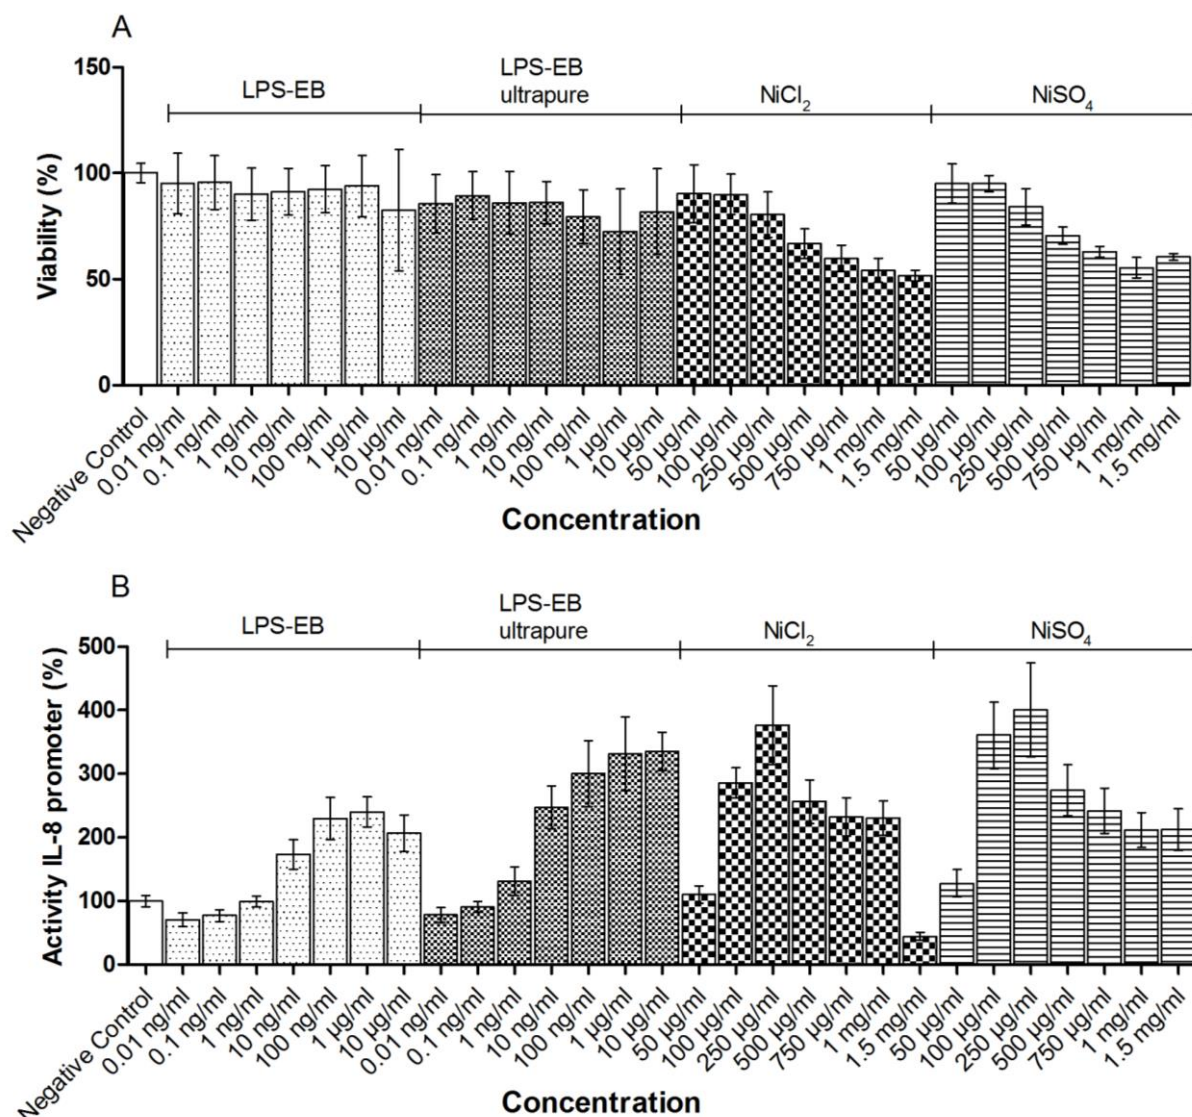 A
LPS-EB
LPS-EB
ultrapure
NiCl2
NiSO4
150
100
50
0
Viability (%)
Negative Control
0.01 ng/ml
0.1 ng/ml
1 ng/ml
10 ng/ml
100 ng/ml
1 µg/ml
10 µg/ml
0.01 ng/ml
0.1 ng/ml
1 ng/ml
10 ng/ml
100 ng/ml
1 µg/ml
10 µg/ml
50 µg/ml
100 µg/ml
250 µg/ml
500 µg/ml
750 µg/ml
1 mg/ml
1.5 mg/ml
50 µg/ml
100 µg/ml
250 µg/ml
500 µg/ml
750 µg/ml
1 mg/ml
1.5 mg/ml
Concentration
B
LPS-EB
LPS-EB
ultrapure
NiCl2
NiSO4
500
400
300
200
100
0
Activity IL-8 promoter (%)
Negative Control
0.01 ng/ml
0.1 ng/ml
1 ng/ml
10 ng/ml
100 ng/ml
1 µg/ml
10 µg/ml
0.01 ng/ml
0.1 ng/ml
1 ng/ml
10 ng/ml
100 ng/ml
1 µg/ml
10 µg/ml
50 µg/ml
100 µg/ml
250 µg/ml
500 µg/ml
750 µg/ml
1 mg/ml
1.5 mg/ml
50 µg/ml
100 µg/ml
250 µg/ml
500 µg/ml
750 µg/ml
1 mg/ml
1.5 mg/ml
Concentration